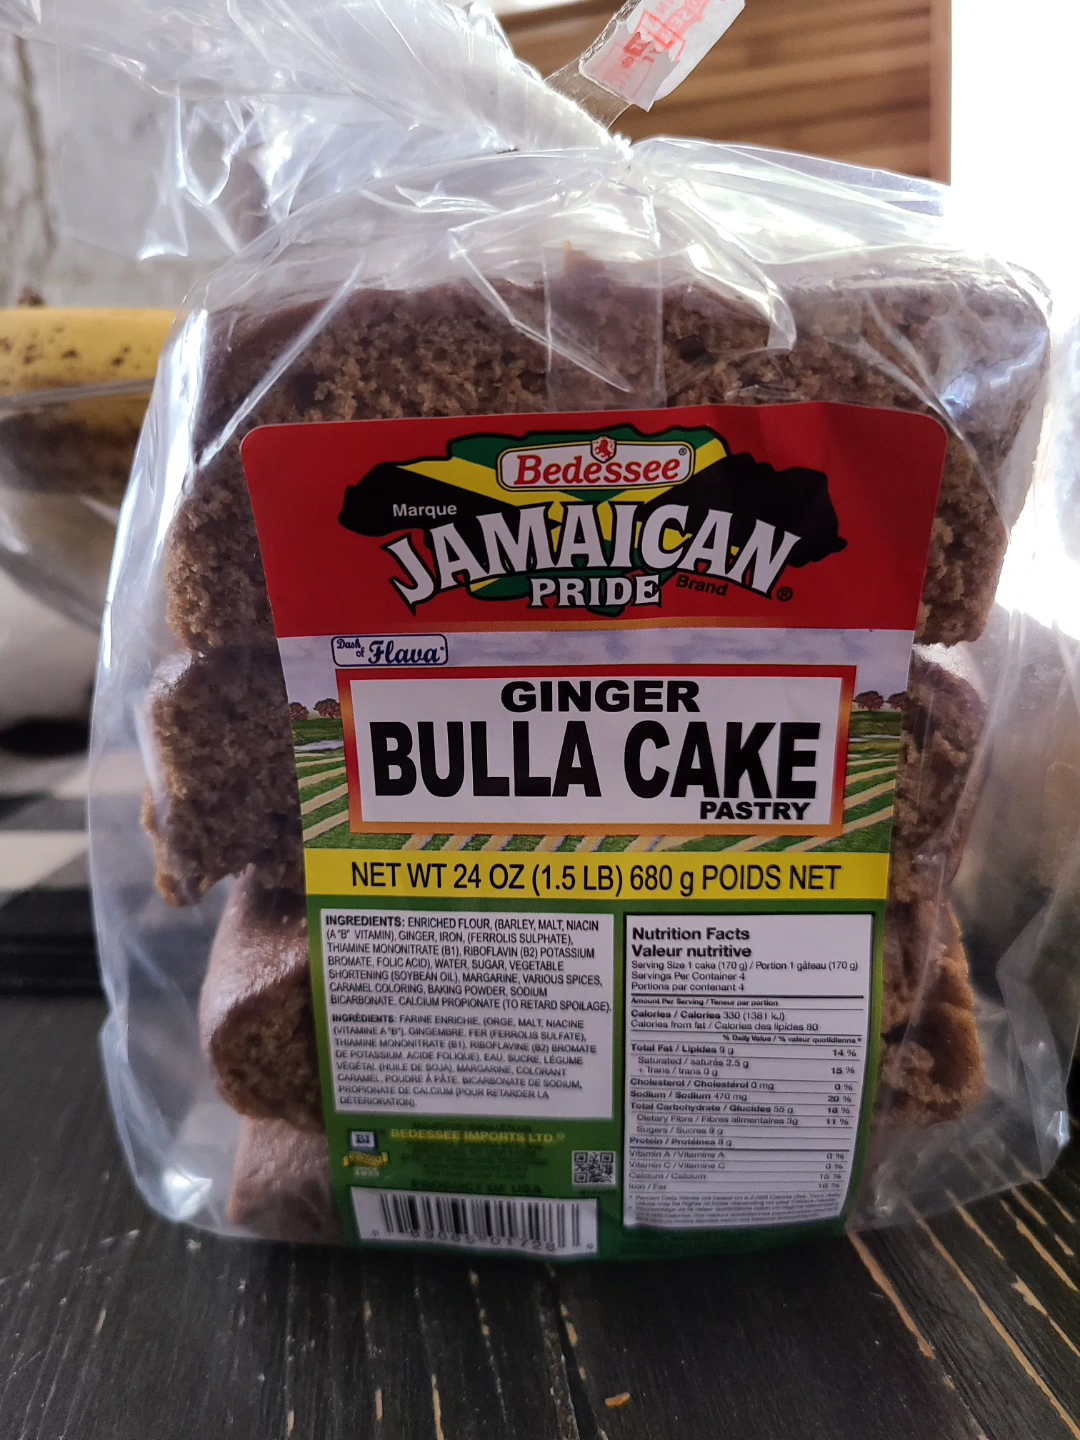 Bedessee®
Marque
JAMAICAN®
PRIDE Brand
Dash of Flava
GINGER
BULLA CAKE
PASTRY
NET WT 24 OZ (1.5 LB) 680 g POIDS NET
INGREDIENTS: ENRICHED FLOUR, (BARLEY, MALT, NIACIN
(A "B" VITAMIN), GINGER, IRON, (FERROLIS SULPHATE),
THIAMINE MONONITRATE (B1), RIBOFLAVIN (B2) POTASSIUM
BROMATE, FOLIC ACID), WATER, SUGAR, VEGETABLE
SHORTENING (SOYBEAN OIL), MARGARINE, VARIOUS SPICES,
CARAMEL COLORING, BAKING POWDER, SODIUM
BICARBONATE, CALCIUM PROPIONATE (TO RETARD SPOILAGE).
INGRÉDIENTS: FARINE ENRICHIE, (ORGE, MALT, NIACINE
(VITAMINE A "B"), GINGEMBRE, FER (FERROLIS SULFATE),
THIAMINE MONONITRATE (B1), RIBOFLAVINE (B2) BROMATE
DE POTASSIUM, ACIDE FOLIQUE), EAU, SUCRE, LÉGUME
VÉGÉTAL (HUILE DE SOJA), MARGARINE, COLORANT
CARAMEL, POUDRE À PÂTE, BICARBONATE DE SODIUM,
PROPIONATE DE CALCIUM (POUR RETARDER LA
DÉTÉRIORATION).
BI
BEDESSEE IMPORTS LTD.®
PRODUCT OF USA
Nutrition Facts
Valeur nutritive
Serving Size 1 cake (170 g) / Portion 1 gâteau (170 g)
Servings Per Container 4
Portions par contenant 4
Amount Per Serving / Teneur par portion
Calories / Calories 330 (1381 kJ)
Calories from fat / Calories des lipides 80
% Daily Value / % valeur quotidienne *
Total Fat / Lipides 9 g 14 %
Saturated / saturés 2.5 g
+ Trans / trans 0 g 15 %
Cholesterol / Cholestérol 0 mg 0 %
Sodium / Sodium 470 mg 20 %
Total Carbohydrate / Glucides 55 g 18 %
Dietary Fibre / Fibres alimentaires 3g 11 %
Sugars / Sucres 8 g
Protein / Protéines 8 g
Vitamin A / Vitamine A 0 %
Vitamin C / Vitamine C 0 %
Calcium / Calcium 15 %
Iron / Fer